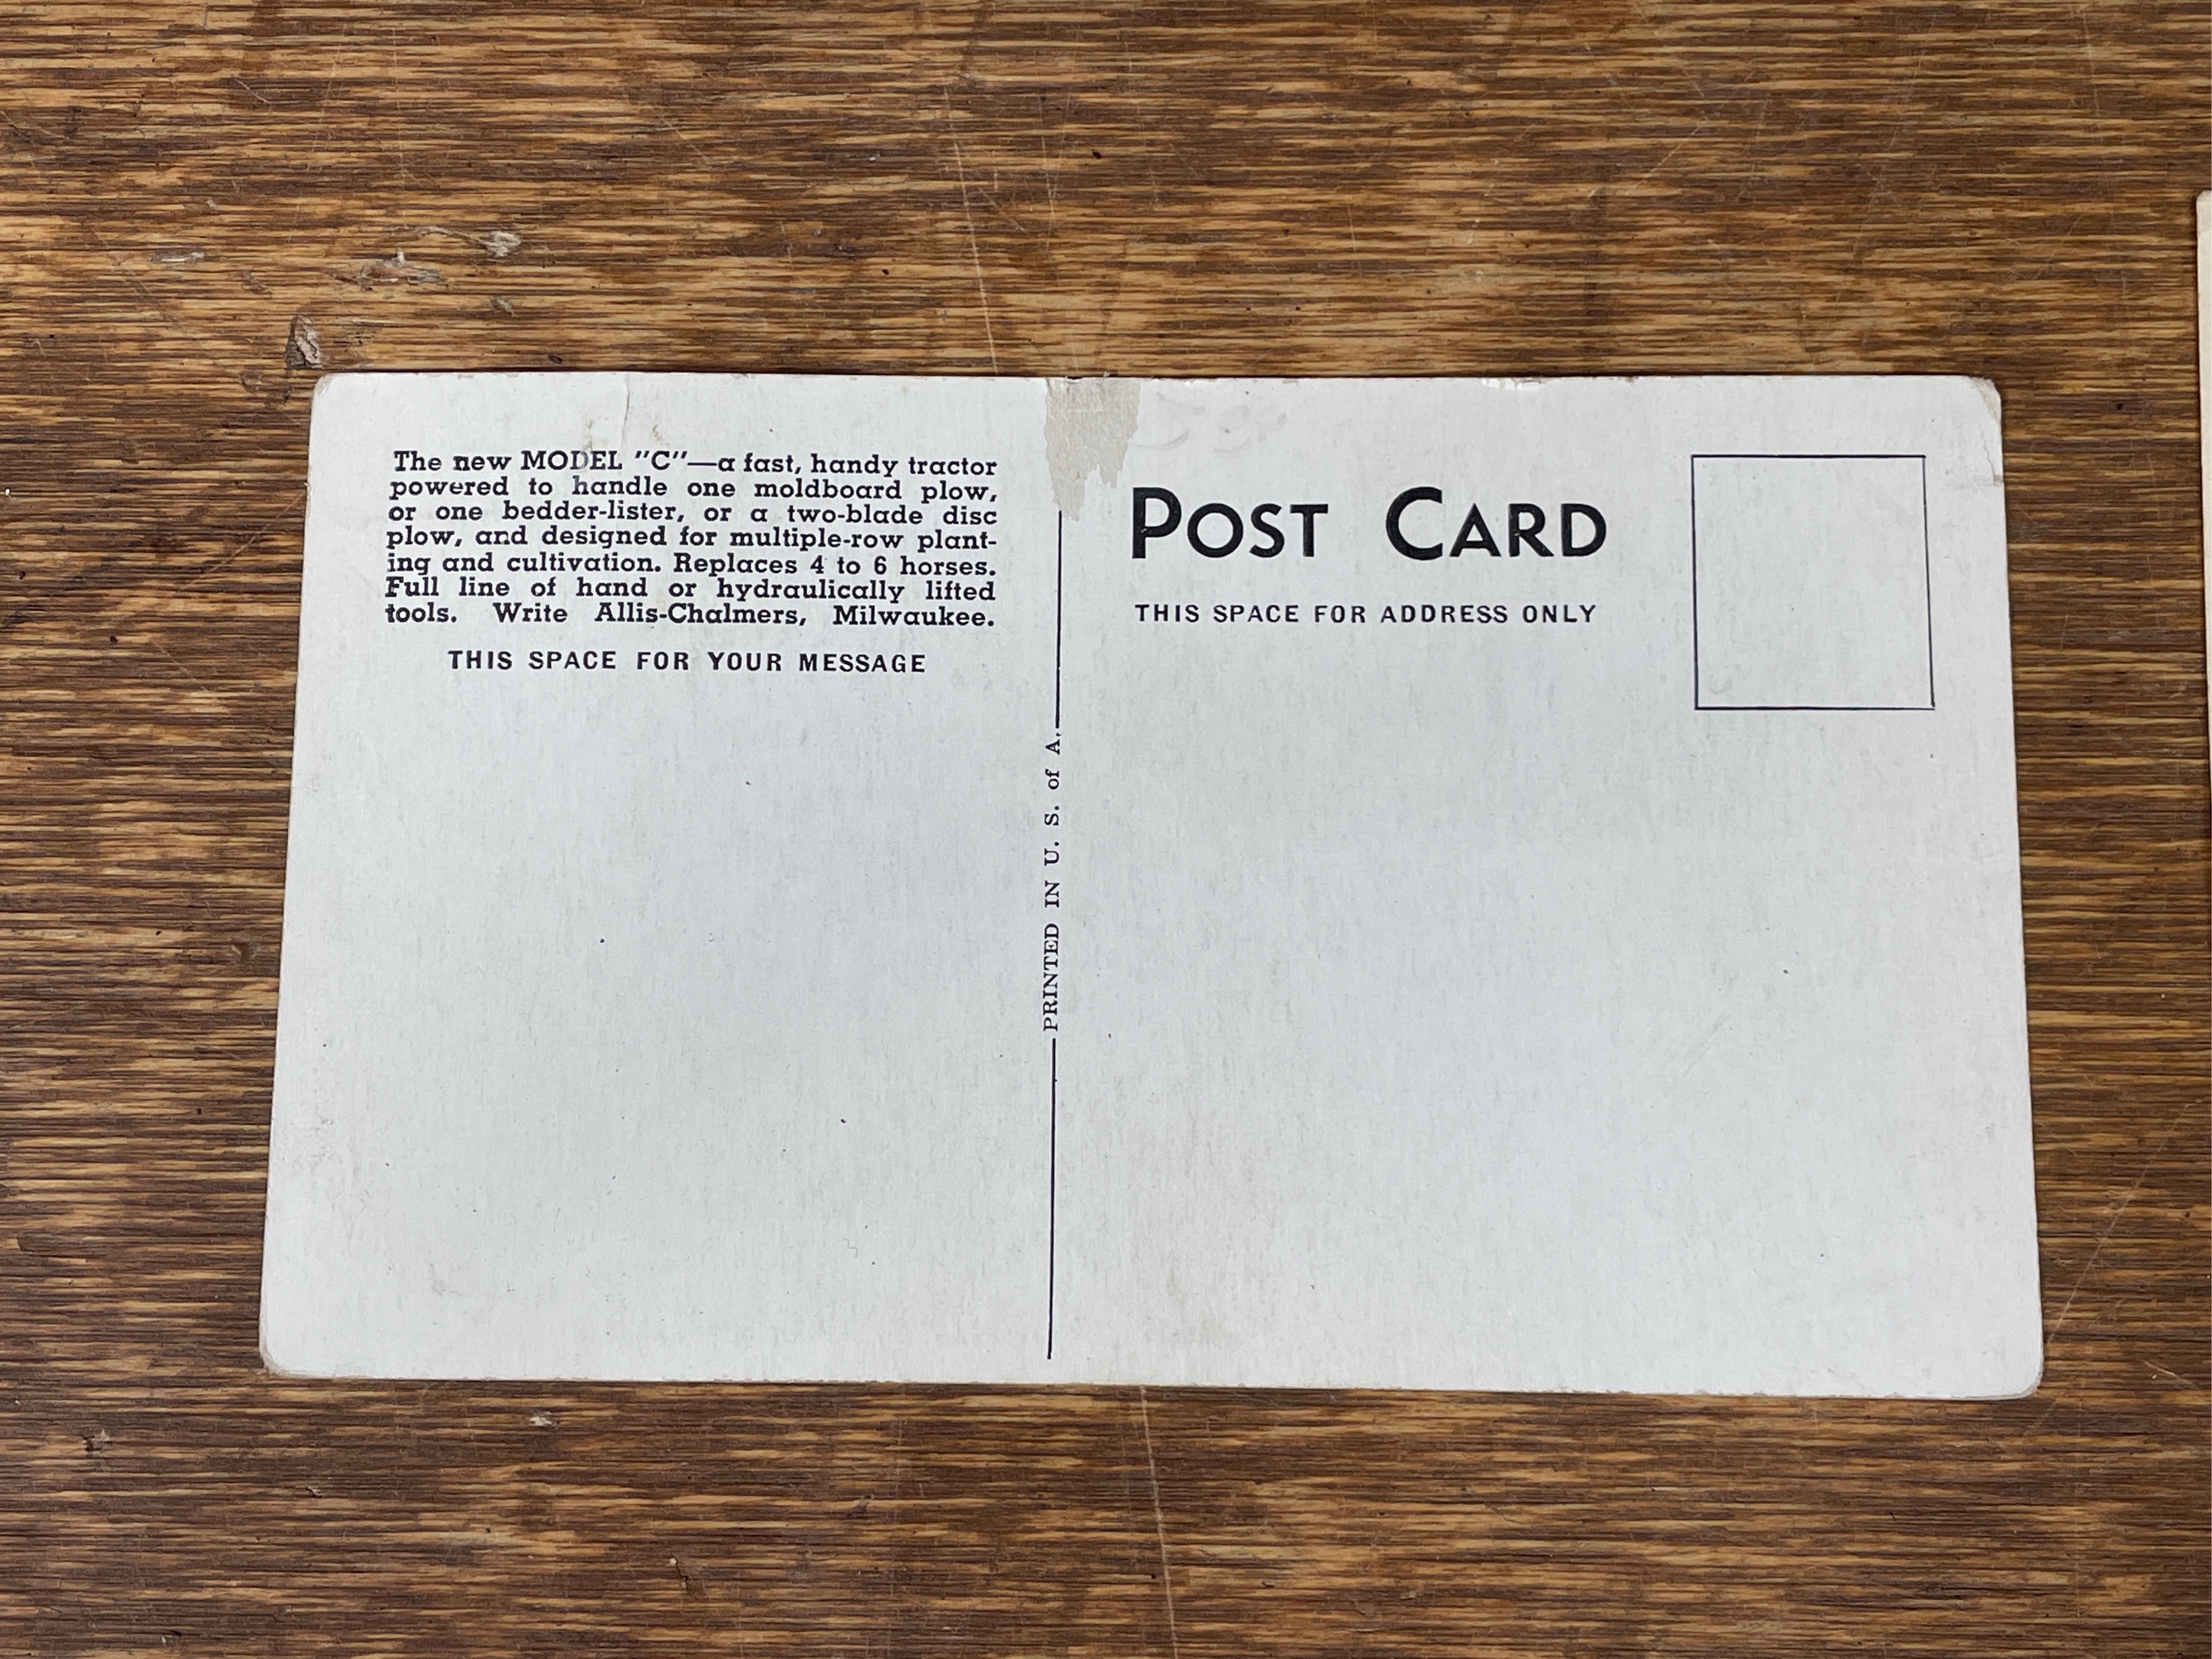 The new MODEL "C"—a fast, handy tractor
powered to handle one moldboard plow,
or one bedder-lister, or a two-blade disc
plow, and designed for multiple-row plant-
ing and cultivation. Replaces 4 to 6 horses.
Full line of hand or hydraulically lifted
tools. Write Allis-Chalmers, Milwaukee.
THIS SPACE FOR YOUR MESSAGE
PRINTED IN U. S. of A.
POST CARD
THIS SPACE FOR ADDRESS ONLY